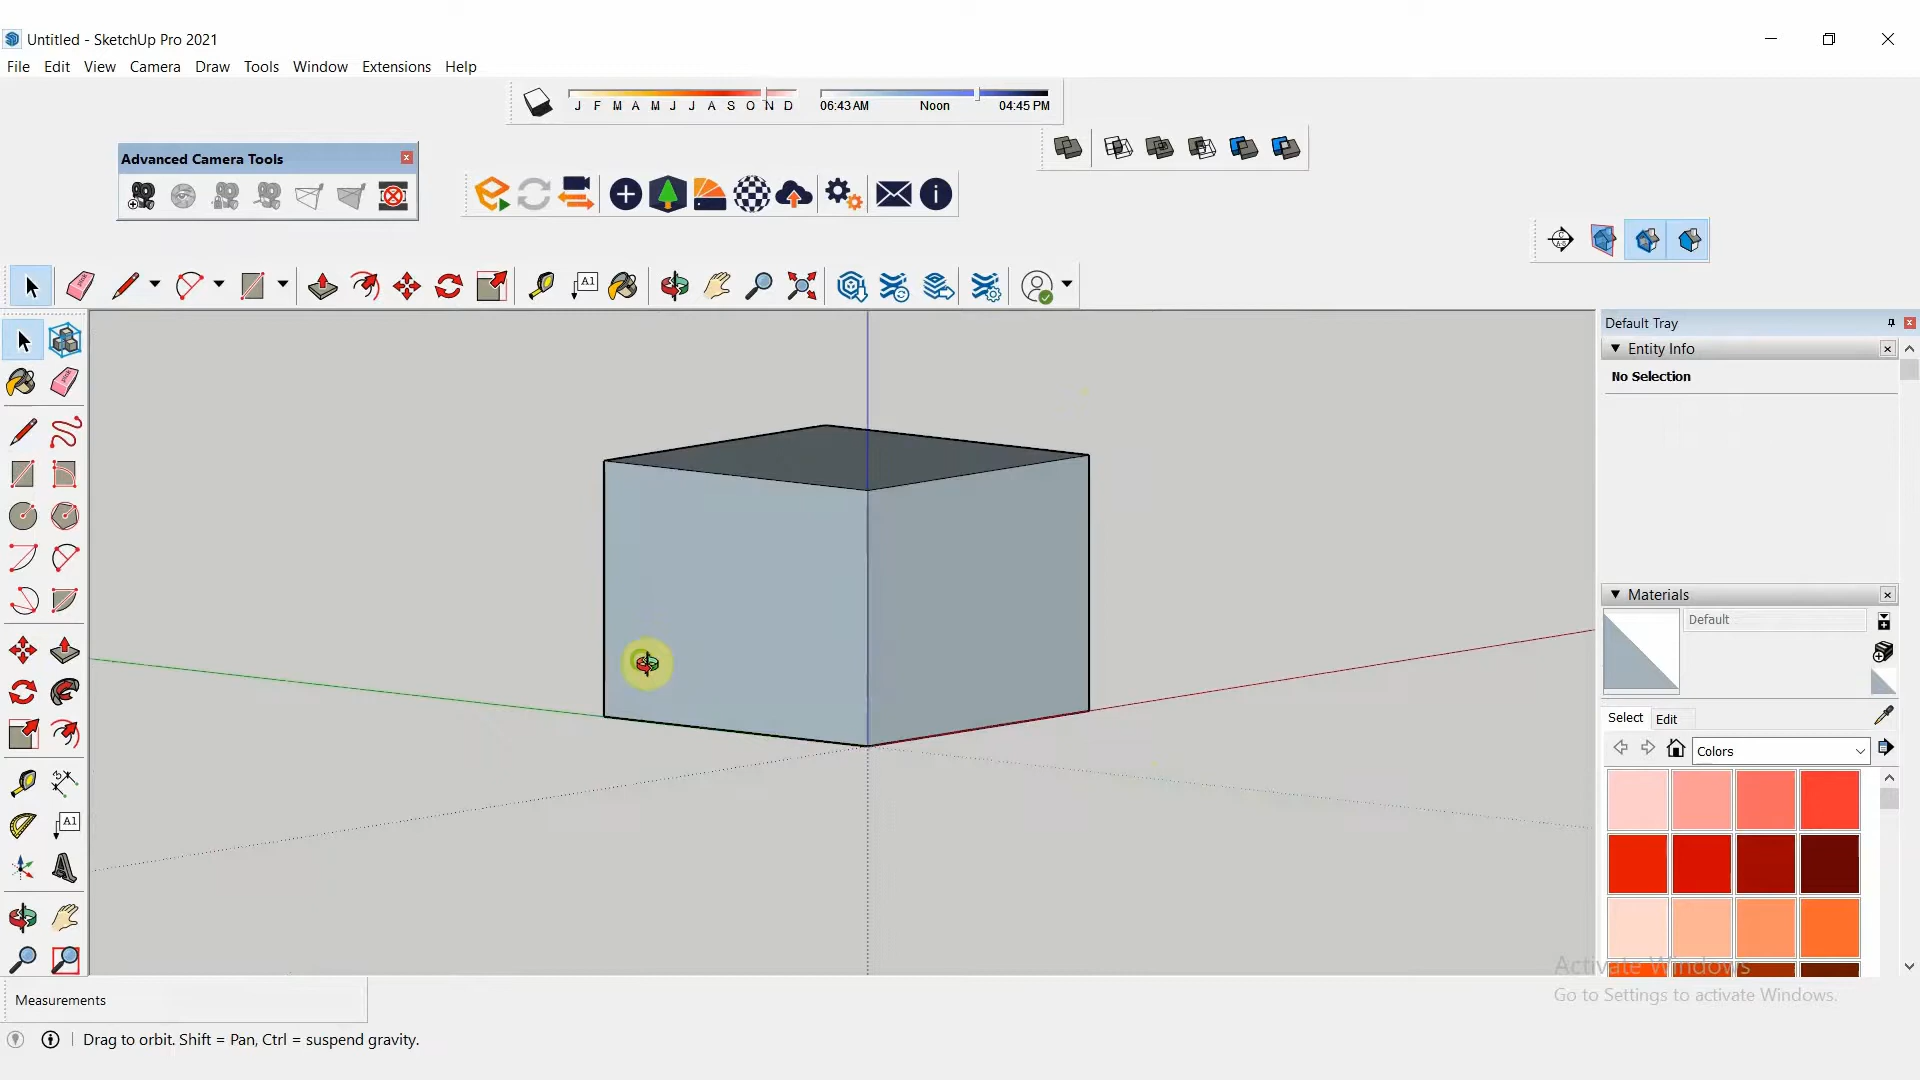 Untitled - SketchUp Pro 2021
File Edit View Camera Draw Tools Window Extensions Help
J F M A M J J A S O N D
06:43 AM Noon 04:45 PM
Advanced Camera Tools
A1
Default Tray
Entity Info
No Selection
Materials
Default
Select Edit
Colors
A1
Activate Windows
Go to Settings to activate Windows.
Measurements
Drag to orbit. Shift = Pan, Ctrl = suspend gravity.